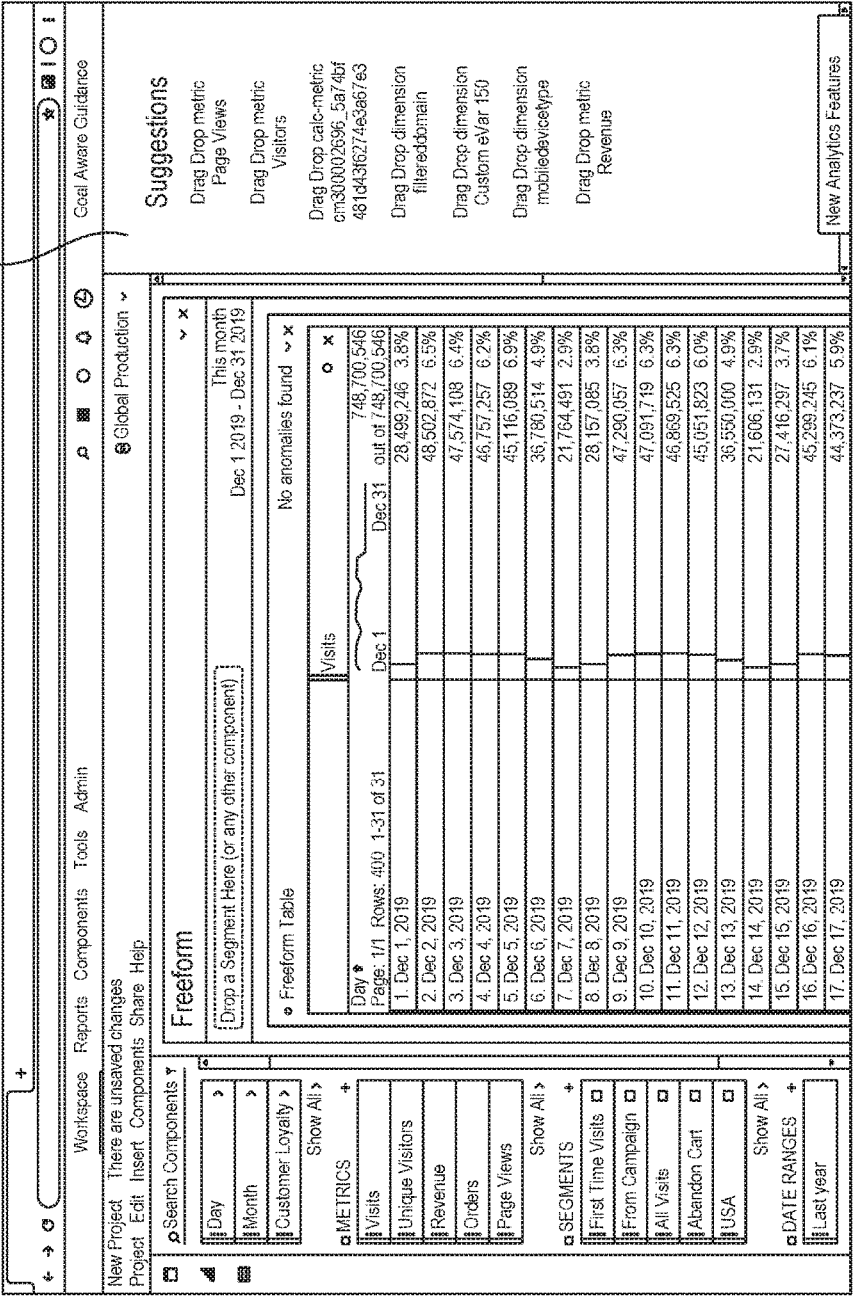 Workspace Reports Components Tools Admin
Goal Aware Guidance
New Project There are unsaved changes
Project Edit Insert Components Share Help
Global Production
Search Components
Day
Month
Customer Loyalty
Show All >
METRICS +
Visits
Unique Visitors
Revenue
Orders
Page Views
Show All >
SEGMENTS +
First Time Visits
From Campaign
All Visits
Abandon Cart
USA
Show All >
DATE RANGES +
Last year
Freeform
Drop a Segment Here (or any other component)
This month
Dec 1 2019 - Dec 31 2019
Freeform Table
No anomalies found
Visits
Day
Page: 1/1 Rows: 400 1-31 of 31
Dec 1
Dec 31
748,700,546
out of 748,700,546
1. Dec 1, 2019 28,499,246 3.8%
2. Dec 2, 2019 48,502,872 6.5%
3. Dec 3, 2019 47,574,108 6.4%
4. Dec 4, 2019 46,757,257 6.2%
5. Dec 5, 2019 45,116,089 6.9%
6. Dec 6, 2019 36,780,514 4.9%
7. Dec 7, 2019 21,764,491 2.9%
8. Dec 8, 2019 28,157,085 3.8%
9. Dec 9, 2019 47,290,057 6.3%
10. Dec 10, 2019 47,091,719 6.3%
11. Dec 11, 2019 46,869,525 6.3%
12. Dec 12, 2019 45,051,823 6.0%
13. Dec 13, 2019 36,550,000 4.9%
14. Dec 14, 2019 21,606,131 2.9%
15. Dec 15, 2019 27,416,297 3.7%
16. Dec 16, 2019 45,299,245 6.1%
17. Dec 17, 2019 44,373,237 5.9%
Suggestions
Drag Drop metric
Page Views
Drag Drop metric
Visitors
Drag Drop calc-metric
cm300002696_5a74bf
481d43f6274e3a67e3
Drag Drop dimension
filtereddomain
Drag Drop dimension
Custom eVar 150
Drag Drop dimension
mobiledevicetype
Drag Drop metric
Revenue
New Analytics Features